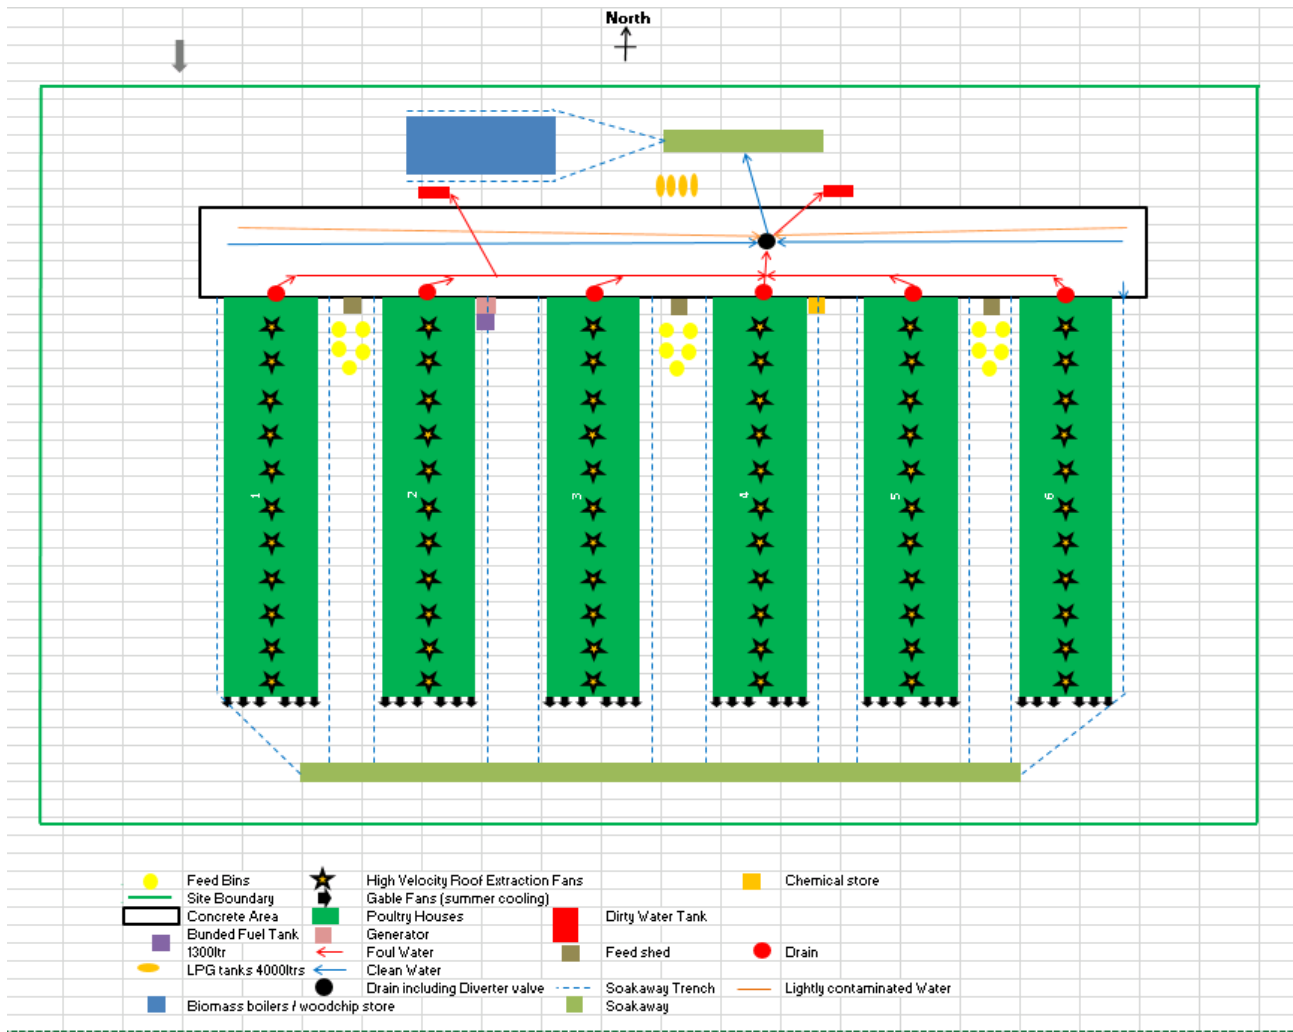 North
1
2
3
4
5
6
Feed Bins
High Velocity Roof Extraction Fans
Chemical store
Site Boundary
Gable Fans (summer cooling)
Concrete Area
Poultry Houses
Dirty Water Tank
Bunded Fuel Tank
1300ltr
Generator
Foul Water
Feed shed
Drain
LPG tanks 4000ltrs
Clean Water
Drain including Diverter valve
Soakaway Trench
Lightly contaminated Water
Biomass boilers / woodchip store
Soakaway